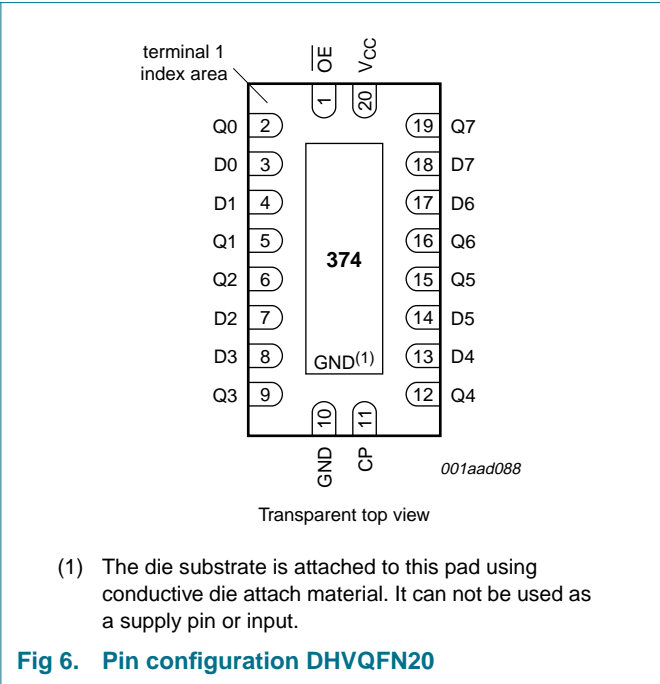 terminal 1
index area
OE
VCC
1
20
Q0 2 19 Q7
D0 3 18 D7
D1 4 17 D6
Q1 5 16 Q6
374
Q2 6 15 Q5
D2 7 14 D5
D3 8 GND(1) 13 D4
Q3 9 12 Q4
10
11
GND
CP
001aad088
Transparent top view
(1) The die substrate is attached to this pad using
conductive die attach material. It can not be used as
a supply pin or input.
Fig 6. Pin configuration DHVQFN20